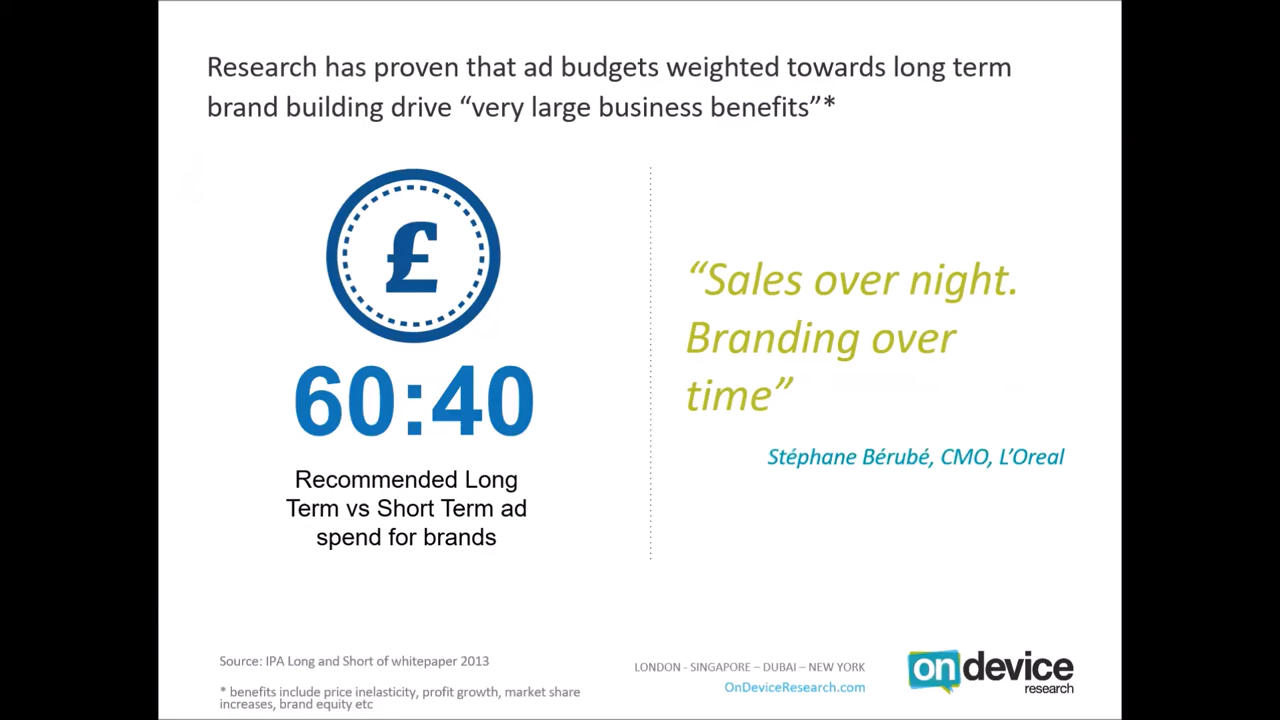 Research has proven that ad budgets weighted towards long term
brand building drive “very large business benefits”*
£
60:40
Recommended Long
Term vs Short Term ad
spend for brands
“Sales over night.
Branding over
time”
Stéphane Bérubé, CMO, L’Oreal
Source: IPA Long and Short of whitepaper 2013
* benefits include price inelasticity, profit growth, market share
increases, brand equity etc
LONDON - SINGAPORE – DUBAI – NEW YORK
OnDeviceResearch.com
on device
research